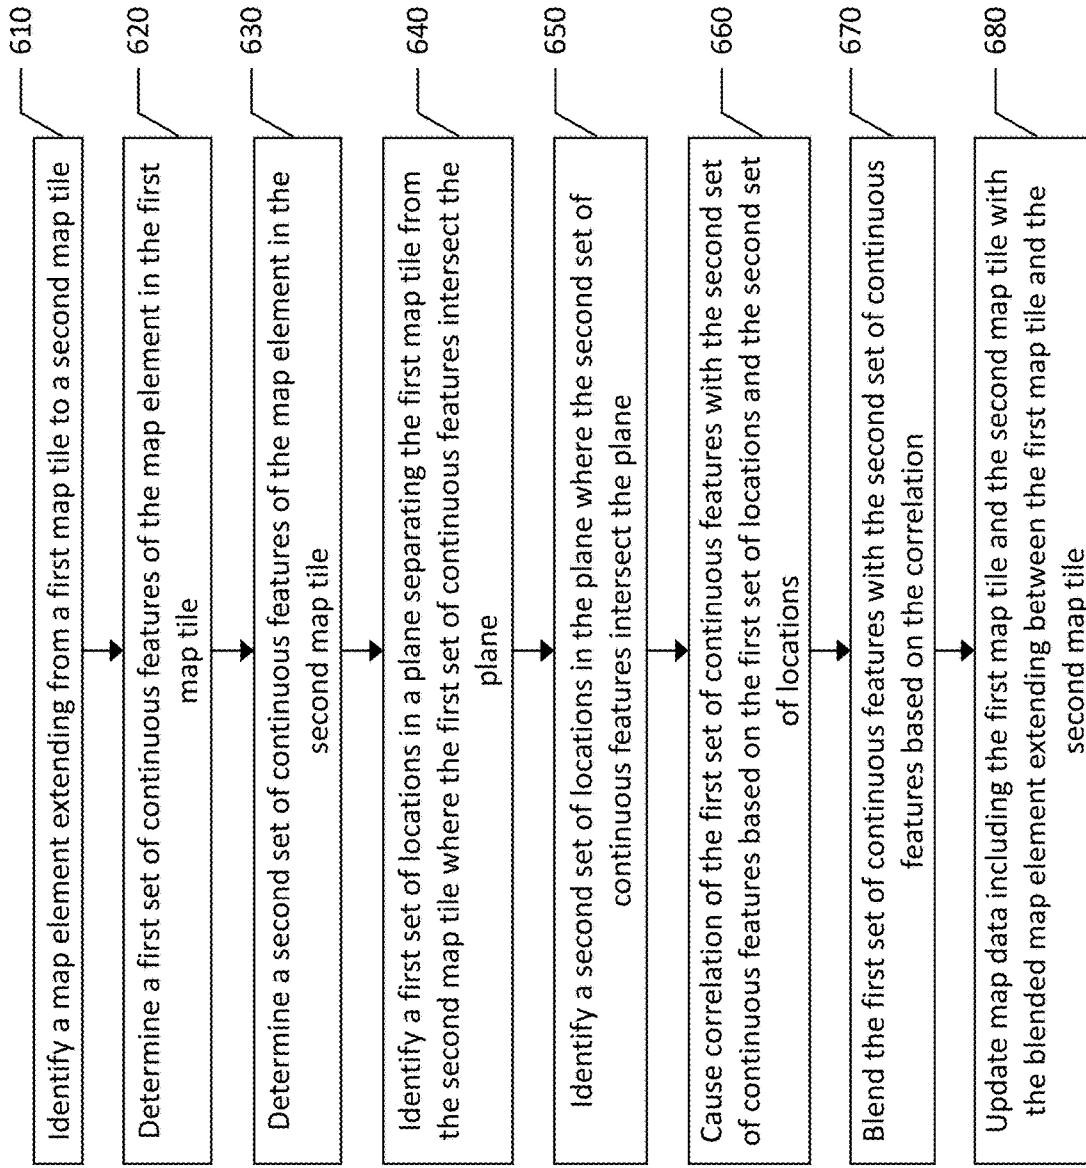 610
Identify a map element extending from a first map tile to a second map tile
620
Determine a first set of continuous features of the map element in the first
map tile
630
Determine a second set of continuous features of the map element in the
second map tile
640
Identify a first set of locations in a plane separating the first map tile from
the second map tile where the first set of continuous features intersect the
plane
650
Identify a second set of locations in the plane where the second set of
continuous features intersect the plane
660
Cause correlation of the first set of continuous features with the second set
of continuous features based on the first set of locations and the second set
of locations
670
Blend the first set of continuous features with the second set of continuous
features based on the correlation
680
Update map data including the first map tile and the second map tile with
the blended map element extending between the first map tile and the
second map tile